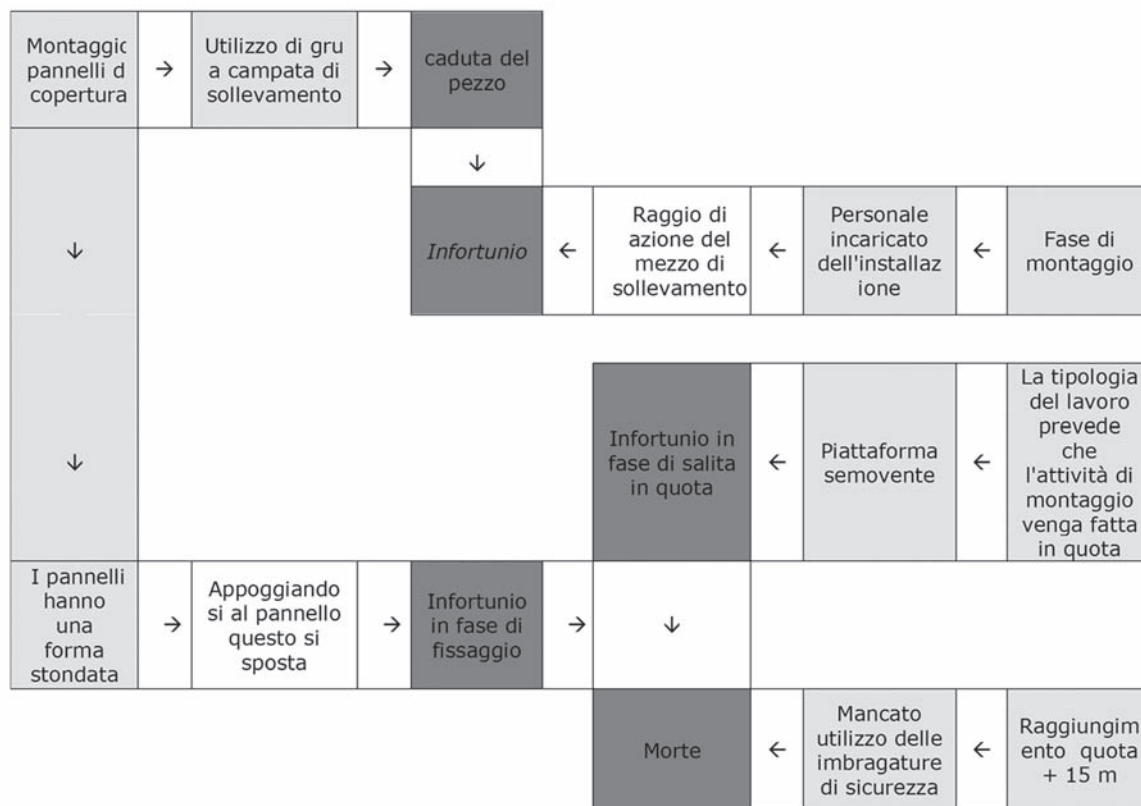 Montaggio
pannelli d
copertura
→
Utilizzo di gru
a campata di
sollevamento
→
caduta del
pezzo
↓
↓
Infortunio
←
Raggio di
azione del
mezzo di
sollevamento
←
Personale
incaricato
dell'installaz
ione
←
Fase di
montaggio
↓
Infortunio in
fase di salita
in quota
←
Piattaforma
semovente
←
La tipologia
del lavoro
prevede
che
l'attività di
montaggio
venga fatta
in quota
I pannelli
hanno
una
forma
stondata
→
Appoggiando
si al pannello
questo si
sposta
→
Infortunio
in fase di
fissaggio
→
↓
Morte
←
Mancato
utilizzo delle
imbragature
di sicurezza
←
Raggiungim
ento quota
+ 15 m